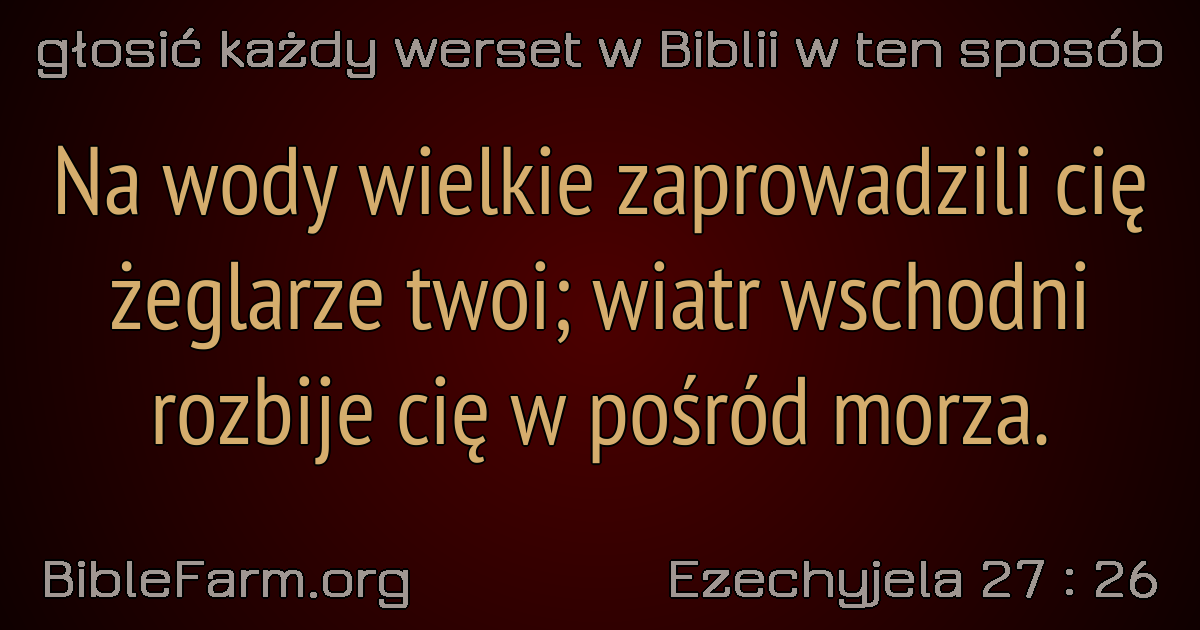 głosić każdy werset w Biblii w ten sposób
Na wody wielkie zaprowadzili cię
żeglarze twoi; wiatr wschodni
rozbije cię w pośród morza.
BibleFarm.org
Ezechyjela 27 : 26